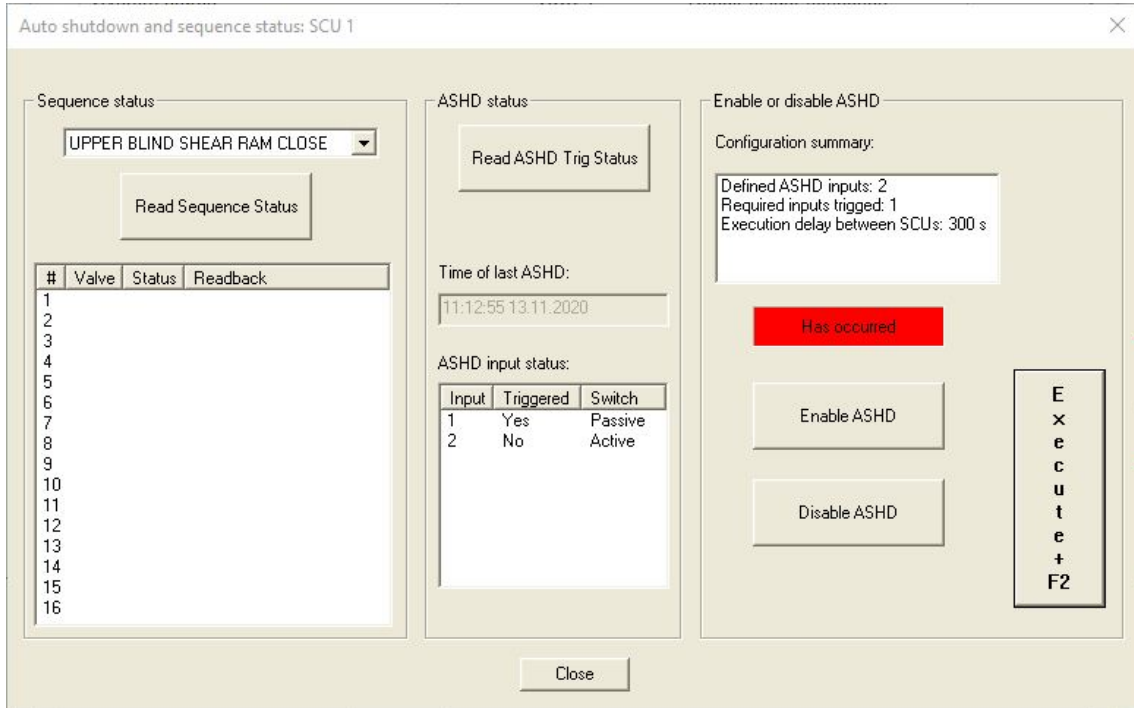 Auto shutdown and sequence status: SCU 1
Sequence status
UPPER BLIND SHEAR RAM CLOSE
Read Sequence Status
# Valve Status Readback
1
2
3
4
5
6
7
8
9
10
11
12
13
14
15
16
ASHD status
Read ASHD Trig Status
Time of last ASHD:
11:12:55 13.11.2020
ASHD input status:
Input Triggered Switch
1 Yes Passive
2 No Active
Enable or disable ASHD
Configuration summary:
Defined ASHD inputs: 2
Required inputs trigged: 1
Execution delay between SCUs: 300 s
Has occurred
Enable ASHD
Disable ASHD
E
x
e
c
u
t
e
+
F2
Close